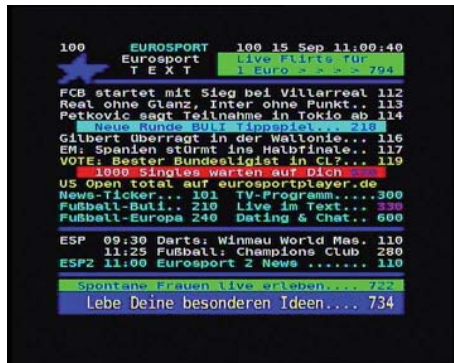 100 EUROSPORT 100 15 Sep 11:00:40
Eurosport Live Flirts für
T E X T 1 Euro > > > > 794
FCB startet mit Sieg bei Villarreal 112
Real ohne Glanz, Inter ohne Punkt.. 113
Petkovic sagt Teilnahme in Tokio ab 114
Neue Runde BULI Tippspiel... 218
Gilbert überragt in der Wallonie... 116
EM: Spanien stürmt ins Halbfinale.. 117
VOTE: Bester Bundesligist in CL?... 119
1000 Singles warten auf Dich
US Open total auf eurosportplayer.de
News-Ticker... 101 TV-Programm.....300
Fußball-Buli.. 210 Live im Text... 330
Fußball-Europa 240 Dating & Chat.. 600
ESP 09:30 Darts: Winmau World Mas. 110
11:25 Fußball: Champions Club 280
ESP2 11:00 Eurosport 2 News ....... 110
Spontane Frauen live erleben.... 722
Lebe Deine besonderen Ideen.... 734